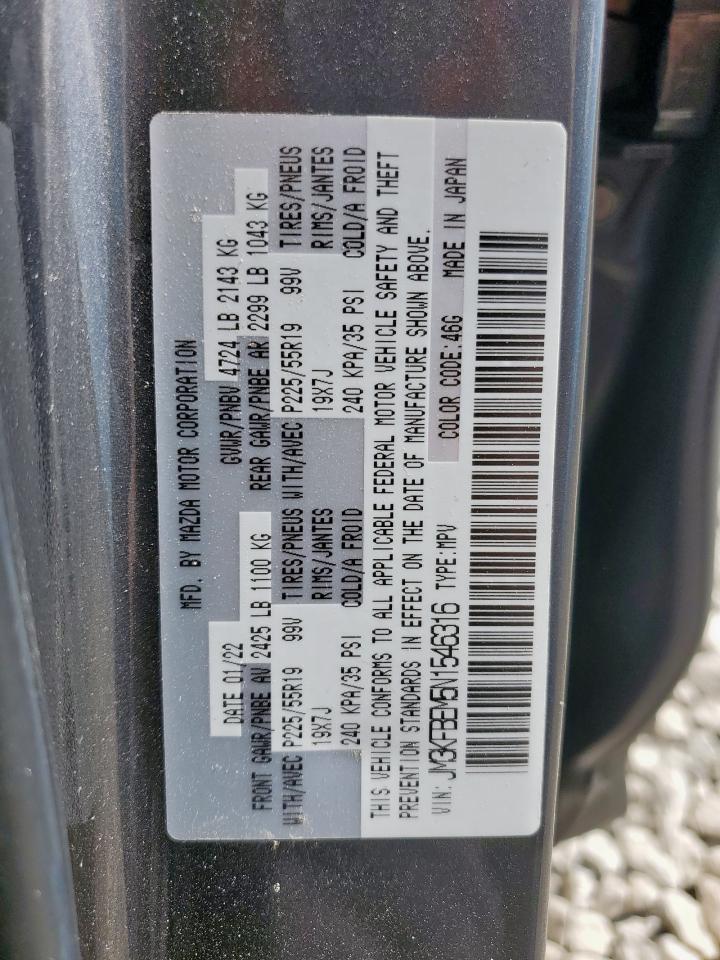 MFD. BY MAZDA MOTOR CORPORATION
DATE 01/22 GVWR/PNBV 4724 LB 2143 KG
FRONT GAWR/PNBE AV 2425 LB 1100 KG REAR GAWR/PNBE AR 2299 LB 1043 KG
WITH/AVEC P225/55R19 99V TIRES/PNEUS WITH/AVEC P225/55R19 99V TIRES/PNEUS
19X7J RIMS/JANTES 19X7J RIMS/JANTES
240 KPA/35 PSI COLD/A FROID 240 KPA/35 PSI COLD/A FROID
THIS VEHICLE CONFORMS TO ALL APPLICABLE FEDERAL MOTOR VEHICLE SAFETY AND THEFT
PREVENTION STANDARDS IN EFFECT ON THE DATE OF MANUFACTURE SHOWN ABOVE.
VIN: JM3KFBEM5N1546316 TYPE:MPV COLOR CODE:46G MADE IN JAPAN